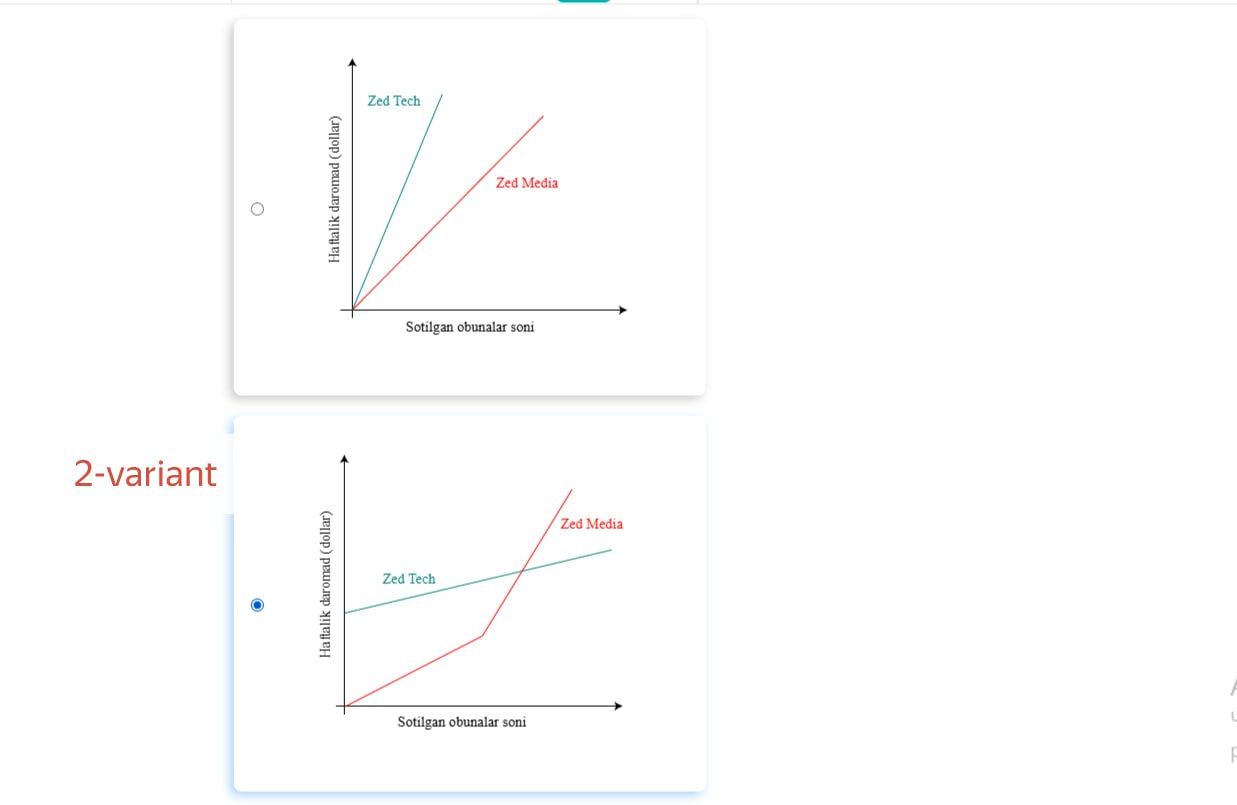 Zed Tech
Haftalik daromad (dollar)
Zed Media
Sotilgan obunalar soni
2-variant
Zed Media
Haftalik daromad (dollar)
Zed Tech
Sotilgan obunalar soni